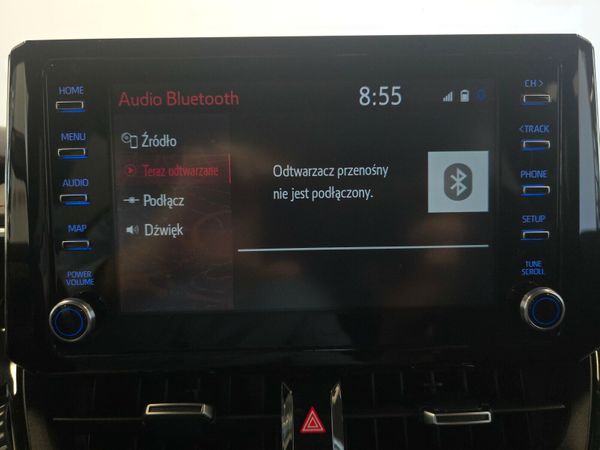 HOME
MENU
AUDIO
MAP
POWER
VOLUME
Audio Bluetooth
8:55
Źródło
Teraz odtwarzane
Podłącz
Dźwięk
Odtwarzacz przenośny
nie jest podłączony.
CH >
<TRACK
PHONE
SETUP
TUNE
SCROLL